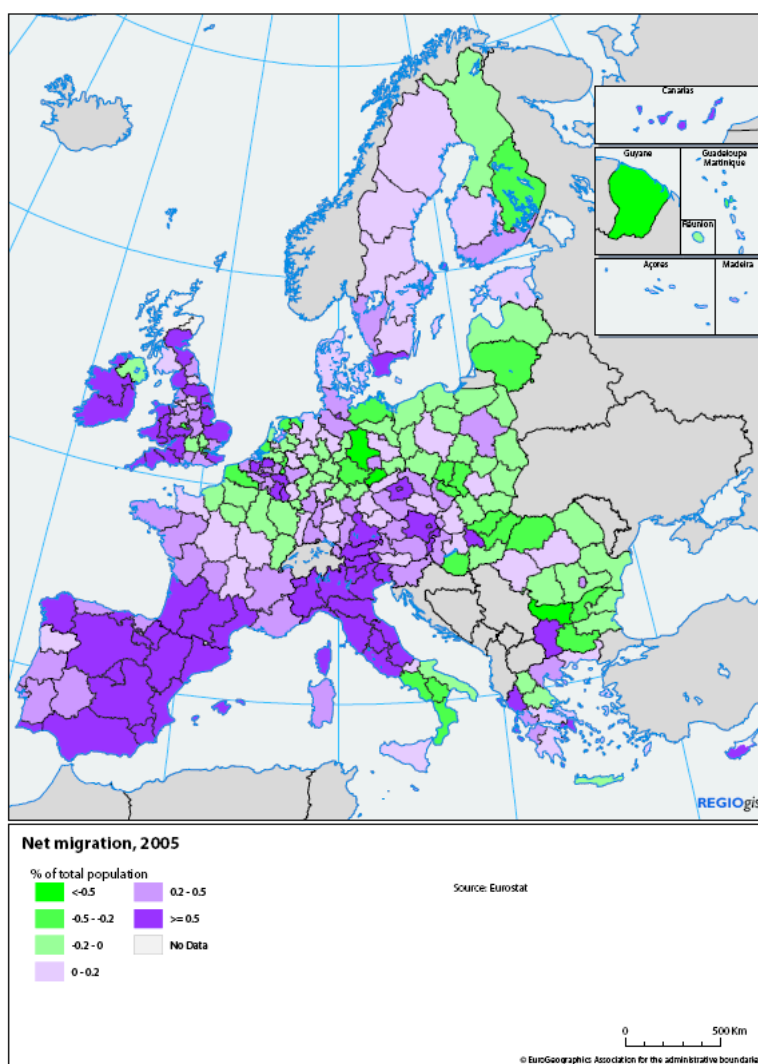 Canarias
Guyane
Guadeloupe
Martinique
Réunion
Açores
Madeira
REGIOgis
Net migration, 2005
% of total population
<-0.5
-0.5 - -0.2
-0.2 - 0
0 - 0.2
0.2 - 0.5
>= 0.5
No Data
Source: Eurostat
0 500 Km
© EuroGeographics Association for the administrative boundaries